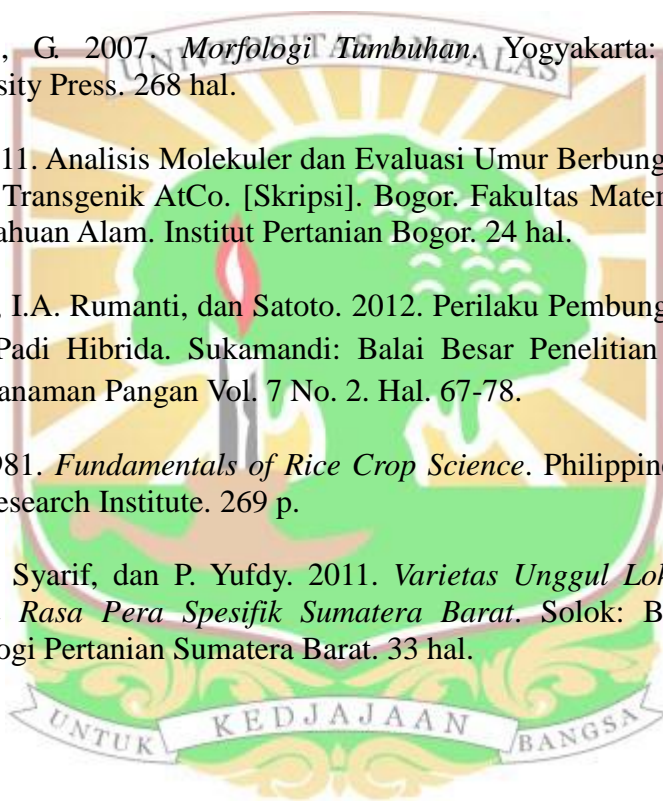 , G. 2007. Morfologi Tumbuhan. Yogyakarta:
UNIVERSITAS ANDALAS
sity Press. 268 hal.
11. Analisis Molekuler dan Evaluasi Umur Berbung
Transgenik AtCo. [Skripsi]. Bogor. Fakultas Mater
ahuan Alam. Institut Pertanian Bogor. 24 hal.
, I.A. Rumanti, dan Satoto. 2012. Perilaku Pembung
Padi Hibrida. Sukamandi: Balai Besar Penelitian
anaman Pangan Vol. 7 No. 2. Hal. 67-78.
981. Fundamentals of Rice Crop Science. Philippin
esearch Institute. 269 p.
Syarif, dan P. Yufdy. 2011. Varietas Unggul Lok
Rasa Pera Spesifik Sumatera Barat. Solok: B
ogi Pertanian Sumatera Barat. 33 hal.
UNTUK KEDJAJAAN BANGSA